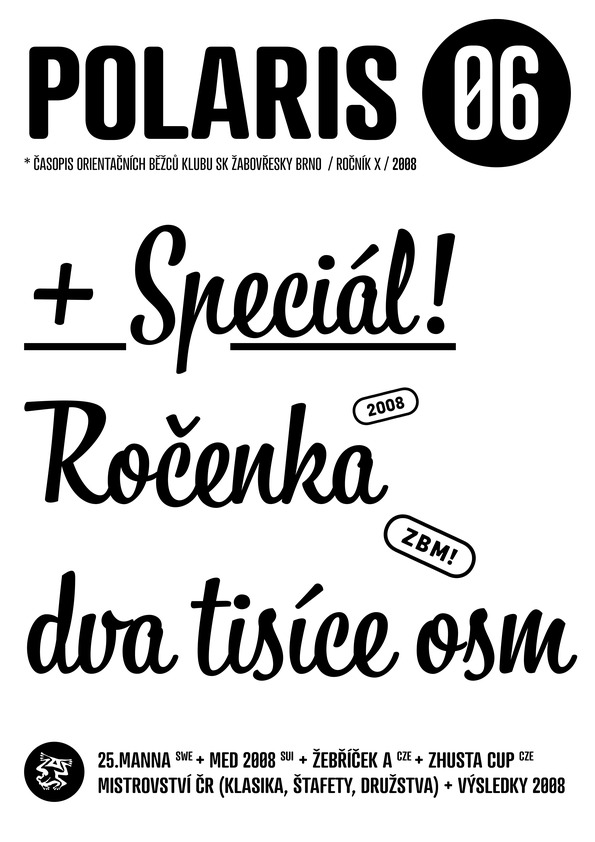 POLARIS 06
* ČASOPIS ORIENTAČNÍCH BĚŽCŮ KLUBU SK ŽABOVŘESKY BRNO / ROČNÍK X / 2008
+ Speciál!
Ročenka 2008
ZBM!
dva tisíce osm
25.MANNA SWE + MED 2008 SUI + ŽEBŘÍČEK A CZE + ZHUSTA CUP CZE
MISTROVSTVÍ ČR (KLASIKA, ŠTAFETY, DRUŽSTVA) + VÝSLEDKY 2008